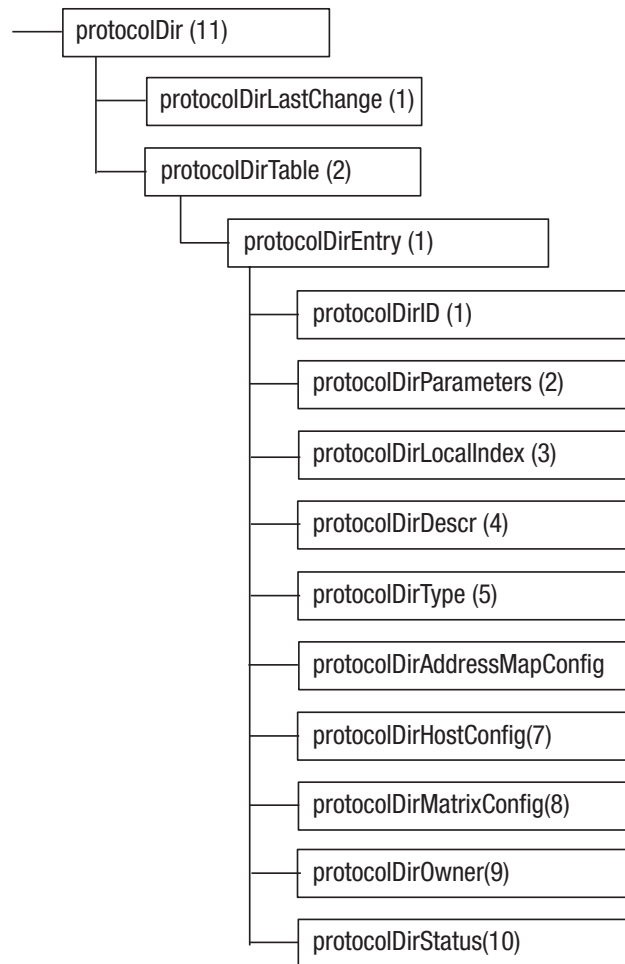 protocolDir (11)
protocolDirLastChange (1)
protocolDirTable (2)
protocolDirEntry (1)
protocolDirID (1)
protocolDirParameters (2)
protocolDirLocalIndex (3)
protocolDirDescr (4)
protocolDirType (5)
protocolDirAddressMapConfig
protocolDirHostConfig(7)
protocolDirMatrixConfig(8)
protocolDirOwner(9)
protocolDirStatus(10)